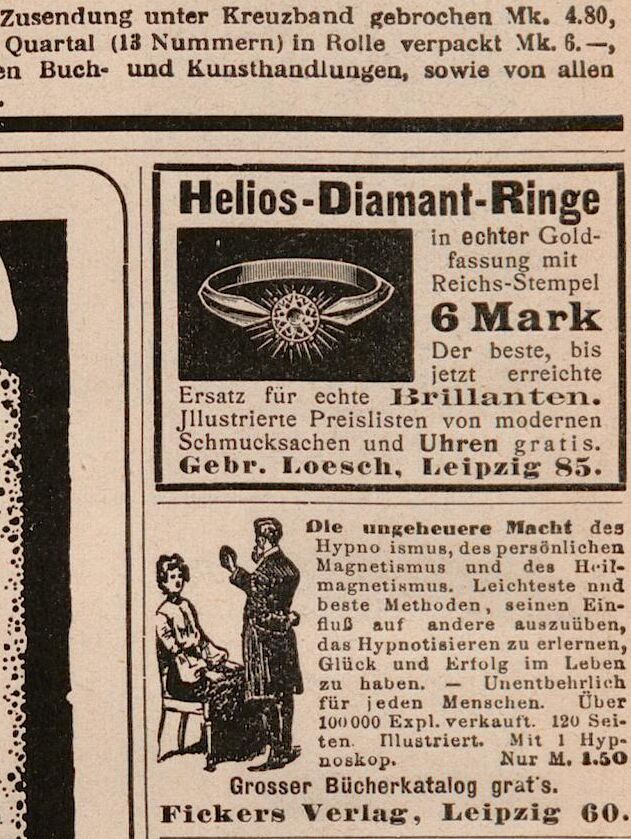 Zusendung unter Kreuzband gebrochen Mk. 4.80,
Quartal (13 Nummern) in Rolle verpackt Mk. 6.—,
en Buch- und Kunsthandlungen, sowie von allen
Helios-Diamant-Ringe
in echter Gold-
fassung mit
Reichs-Stempel
6 Mark
Der beste, bis
jetzt erreichte
Ersatz für echte Brillanten.
Jllustrierte Preislisten von modernen
Schmucksachen und Uhren gratis.
Gebr. Loesch, Leipzig 85.
Die ungeheuere Macht des
Hypno ismus, des persönlichen
Magnetismus und des Heil-
magnetismus. Leichteste und
beste Methoden, seinen Ein-
fluß auf andere auszuüben,
das Hypnotisieren zu erlernen,
Glück und Erfolg im Leben
zu haben. — Unentbehrlich
für jeden Menschen. Über
100000 Expl. verkauft. 120 Sei-
ten. Illustriert. Mit 1 Hyp-
noskop. Nur M. 1.50
Grosser Bücherkatalog grat's.
Fickers Verlag, Leipzig 60.